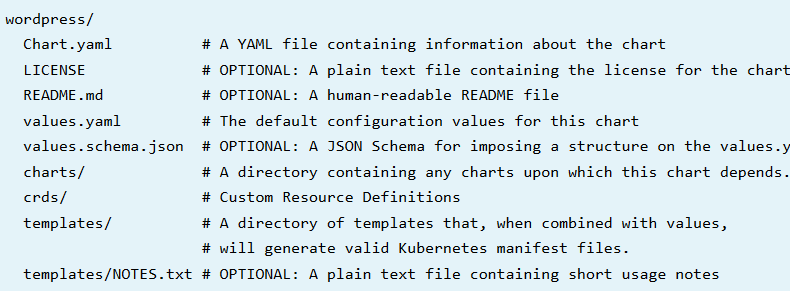 wordpress/
  Chart.yaml          # A YAML file containing information about the chart
  LICENSE             # OPTIONAL: A plain text file containing the license for the chart
  README.md           # OPTIONAL: A human-readable README file
  values.yaml         # The default configuration values for this chart
  values.schema.json  # OPTIONAL: A JSON Schema for imposing a structure on the values.y
  charts/             # A directory containing any charts upon which this chart depends.
  crds/               # Custom Resource Definitions
  templates/          # A directory of templates that, when combined with values,
                      # will generate valid Kubernetes manifest files.
  templates/NOTES.txt # OPTIONAL: A plain text file containing short usage notes